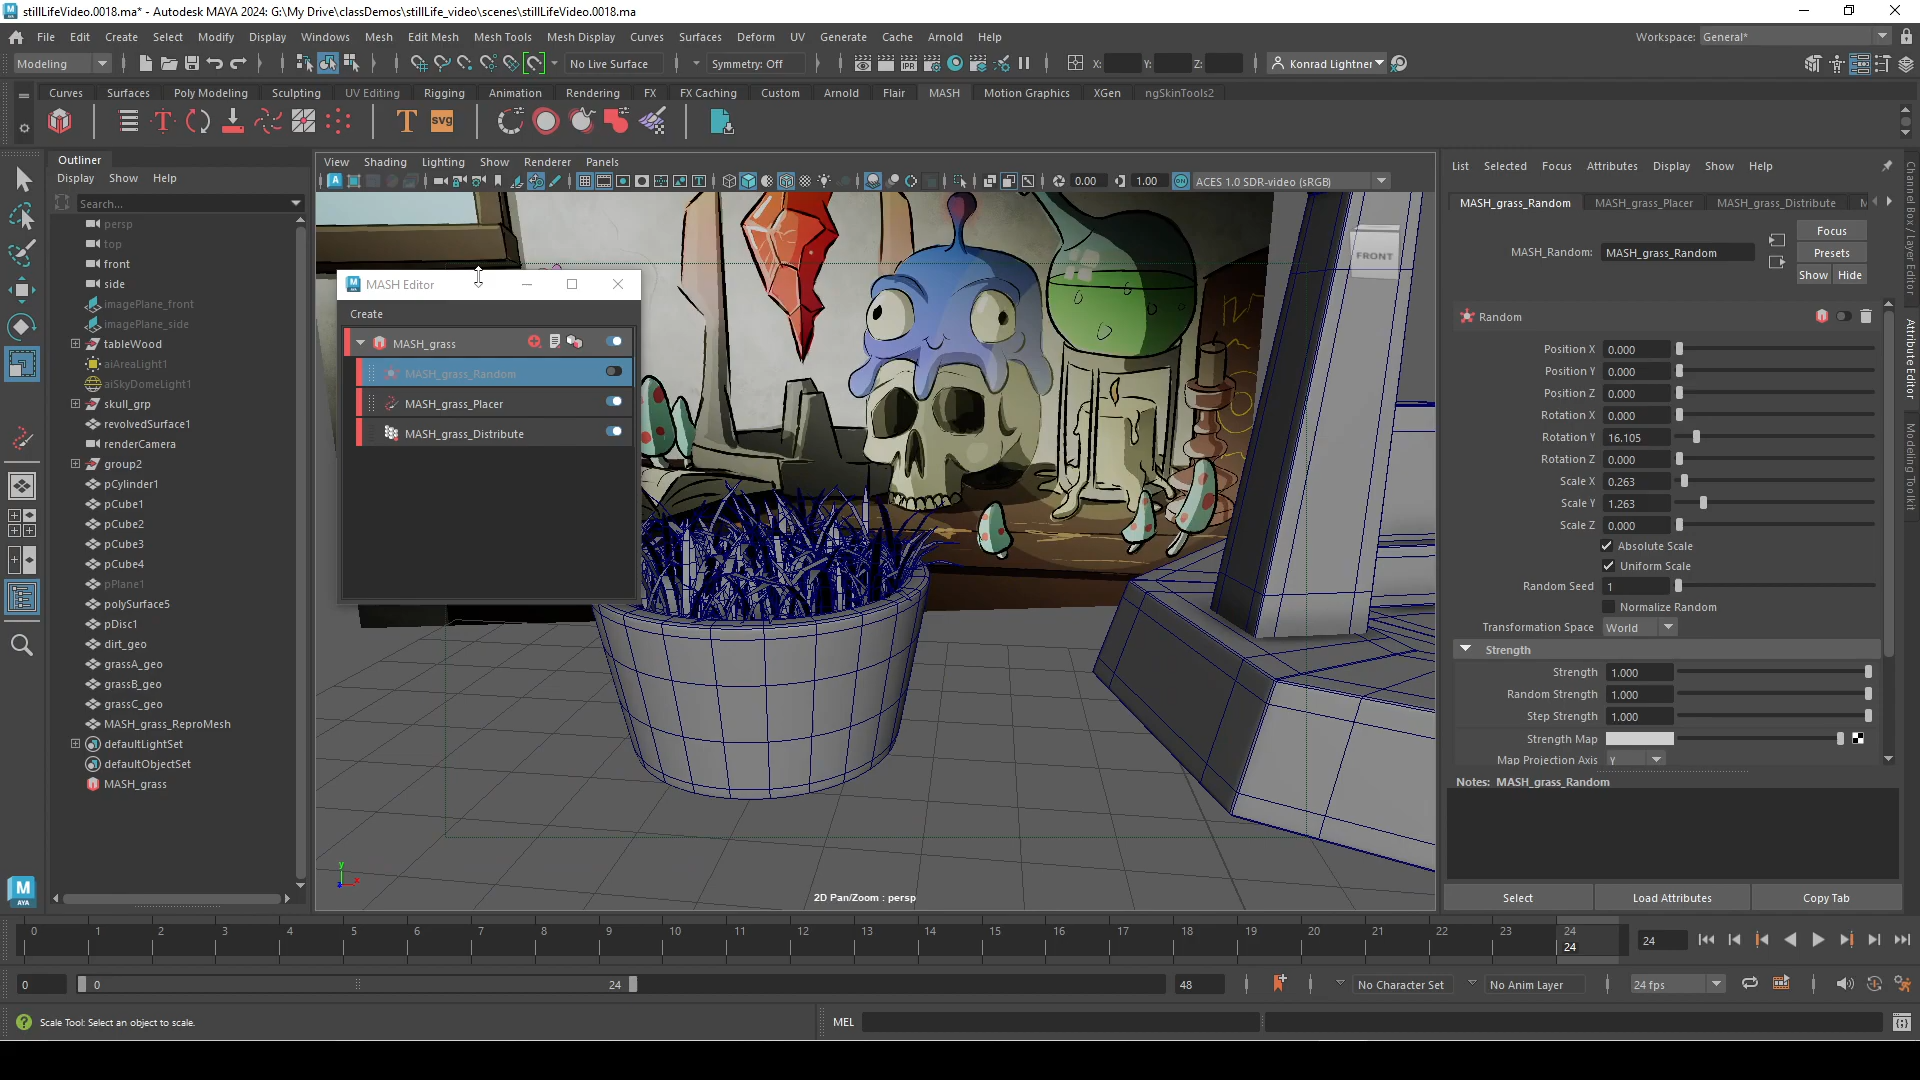 stillLifeVideo.0018.ma* - Autodesk MAYA 2024: G:\My Drive\classDemos\stillLife_video\scenes\stillLifeVideo.0018.ma
File Edit Create Select Modify Display Windows Mesh Edit Mesh Mesh Tools Mesh Display Curves Surfaces Deform UV Generate Cache Arnold Help Workspace: General*
Modeling No Live Surface Symmetry: Off X: Y: Z: Konrad Lightner
Curves Surfaces Poly Modeling Sculpting UV Editing Rigging Animation Rendering FX FX Caching Custom Arnold Flair MASH Motion Graphics XGen ngSkinTools2
T T svg
Outliner
Display Show Help
Search...
persp
top
front
side
imagePlane_front
imagePlane_side
tableWood
aiAreaLight1
aiSkyDomeLight1
skull_grp
revolvedSurface1
renderCamera
group2
pCylinder1
pCube1
pCube2
pCube3
pCube4
pPlane1
polySurface5
pDisc1
dirt_geo
grassA_geo
grassB_geo
grassC_geo
MASH_grass_ReproMesh
defaultLightSet
defaultObjectSet
MASH_grass
View Shading Lighting Show Renderer Panels
0.00 1.00 ACES 1.0 SDR-video (sRGB)
FRONT
MASH Editor
Create
MASH_grass
MASH_grass_Random
MASH_grass_Placer
MASH_grass_Distribute
y
x
2D Pan/Zoom : persp
List Selected Focus Attributes Display Show Help
MASH_grass_Random MASH_grass_Placer MASH_grass_Distribute
Focus
MASH_Random: MASH_grass_Random Presets
Show Hide
Random
Position X 0.000
Position Y 0.000
Position Z 0.000
Rotation X 0.000
Rotation Y 16.105
Rotation Z 0.000
Scale X 0.263
Scale Y 1.263
Scale Z 0.000
Absolute Scale
Uniform Scale
Random Seed 1
Normalize Random
Transformation Space World
Strength
Strength 1.000
Random Strength 1.000
Step Strength 1.000
Strength Map
Map Projection Axis y
Notes: MASH_grass_Random
Select Load Attributes Copy Tab
Channel Box / Layer Editor
Attribute Editor
Modeling Toolkit
MAYA
0 1 2 3 4 5 6 7 8 9 10 11 12 13 14 15 16 17 18 19 20 21 22 23 24
24 24
0 0 24 48 No Character Set No Anim Layer 24 fps
Scale Tool: Select an object to scale. MEL